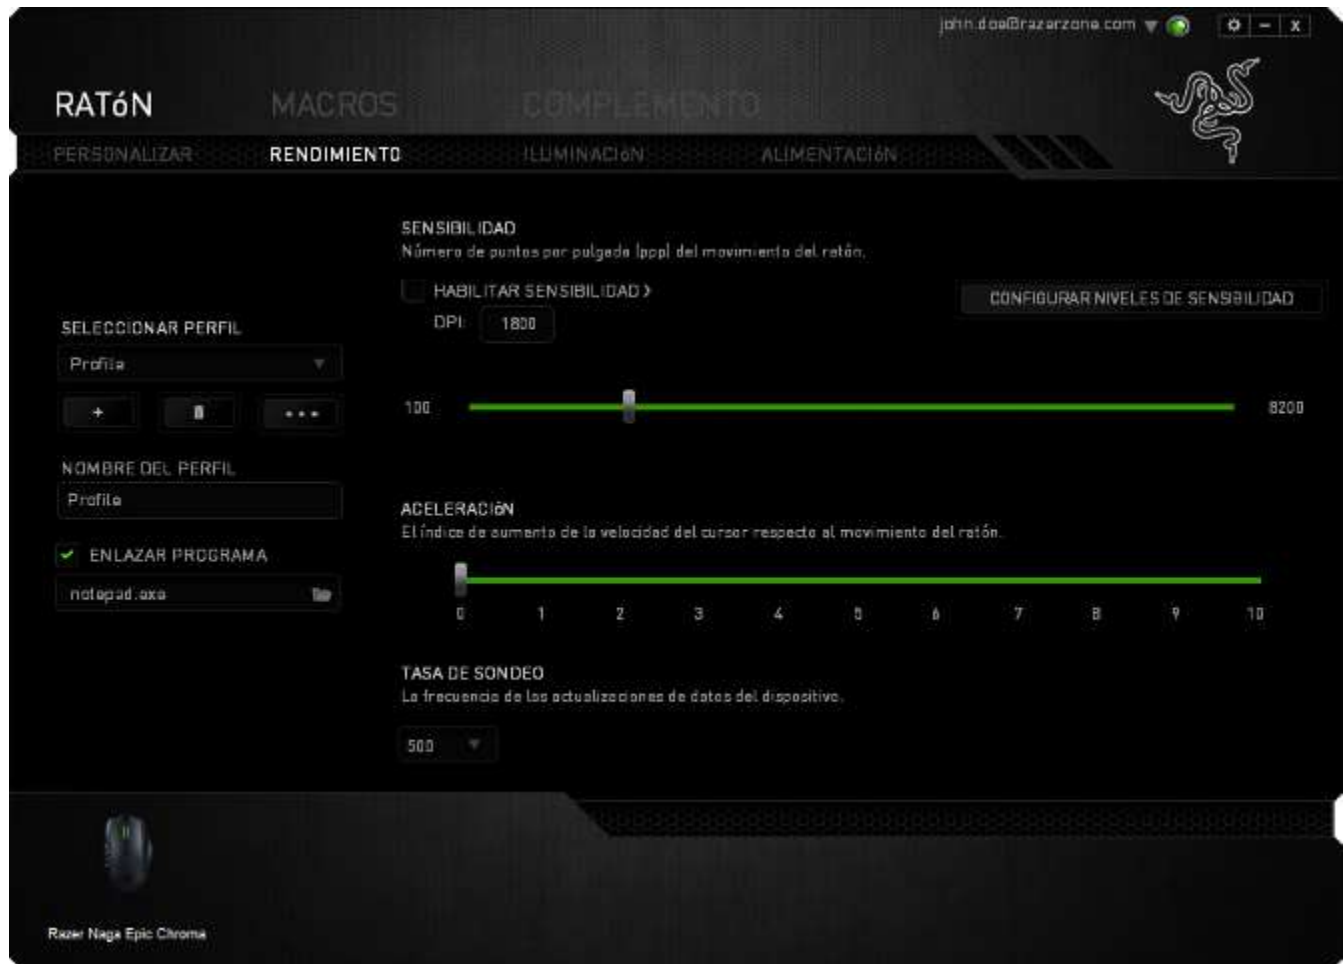 john.doe@razerzone.com
RATóN MACROS COMPLEMENTO
PERSONALIZAR RENDIMIENTO ILUMINACIóN ALIMENTACIóN
SENSIBILIDAD
Número de puntos por pulgada (ppp) del movimiento del ratón.
HABILITAR SENSIBILIDAD >
CONFIGURAR NIVELES DE SENSIBILIDAD
DPI: 1800
100 8200
SELECCIONAR PERFIL
Profile
NOMBRE DEL PERFIL
Profile
ENLAZAR PROGRAMA
notepad.exe
ACELERACIóN
El índice de aumento de la velocidad del cursor respecto al movimiento del ratón.
0 1 2 3 4 5 6 7 8 9 10
TASA DE SONDEO
La frecuencia de las actualizaciones de datos del dispositivo.
500
Razer Naga Epic Chroma